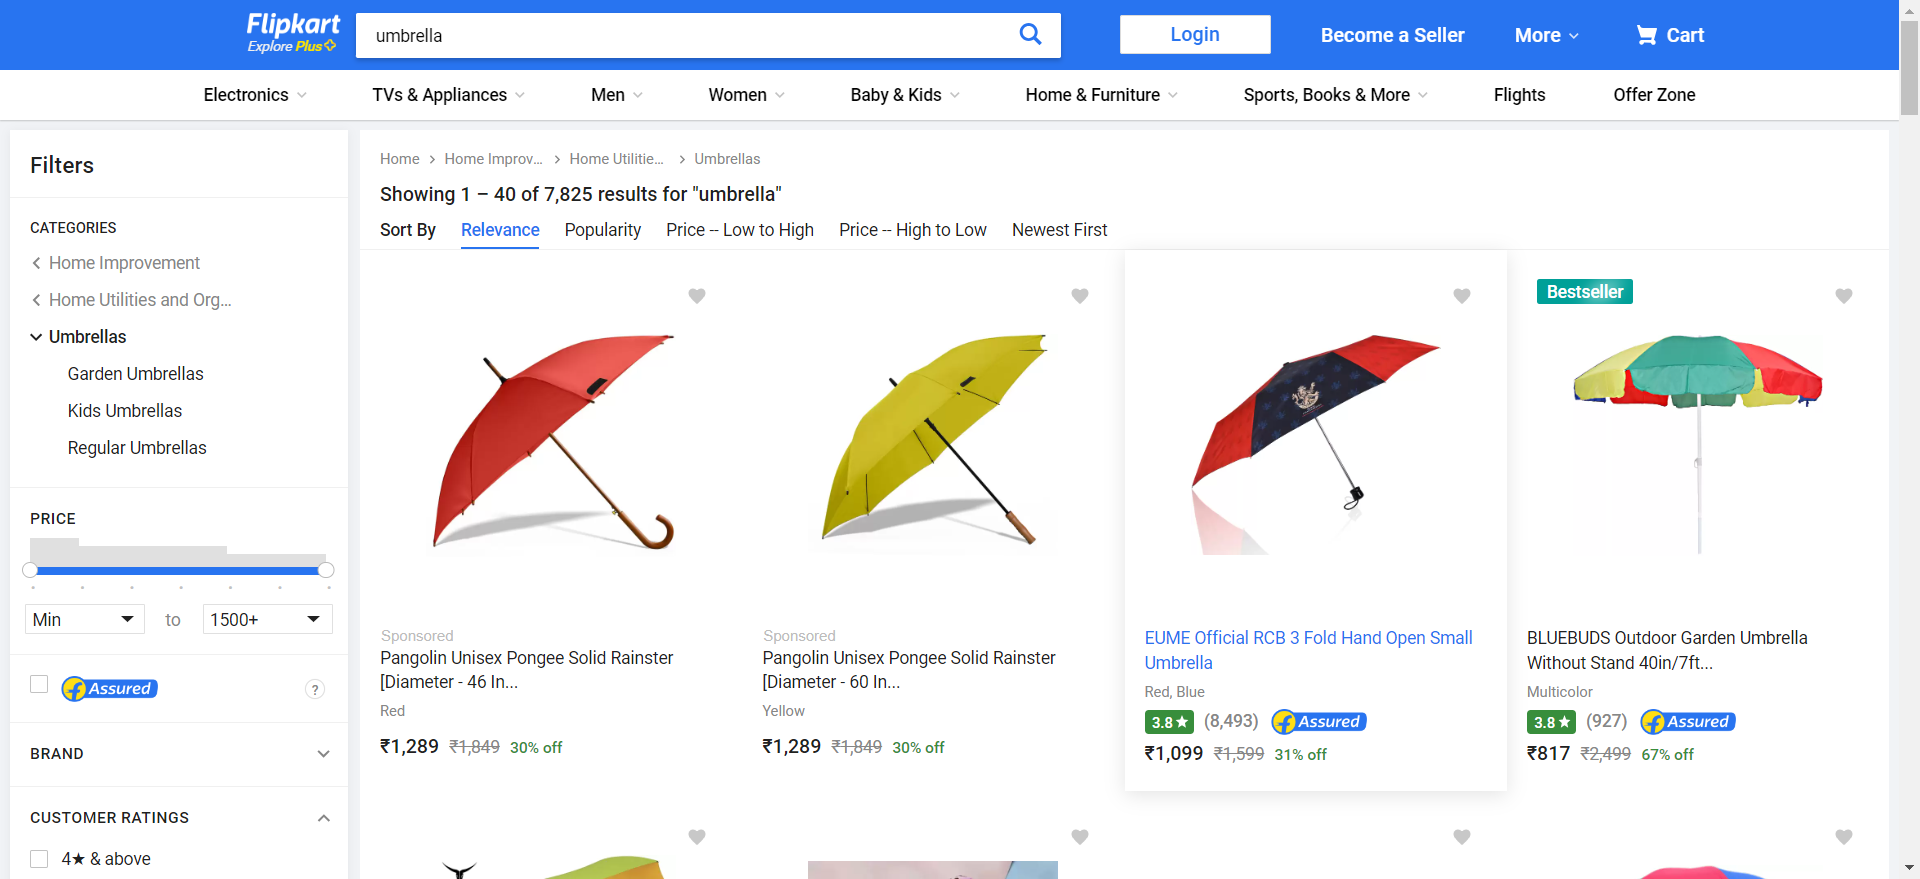 Flipkart
Explore Plus
umbrella
Login
Become a Seller
More
Cart
Electronics
TVs & Appliances
Men
Women
Baby & Kids
Home & Furniture
Sports, Books & More
Flights
Offer Zone
Filters
CATEGORIES
Home Improvement
Home Utilities and Org...
Umbrellas
Garden Umbrellas
Kids Umbrellas
Regular Umbrellas
PRICE
Min
to
1500+
Assured
?
BRAND
CUSTOMER RATINGS
4★ & above
Home > Home Improv... > Home Utilitie... > Umbrellas
Showing 1 – 40 of 7,825 results for "umbrella"
Sort By
Relevance
Popularity
Price -- Low to High
Price -- High to Low
Newest First
Sponsored
Pangolin Unisex Pongee Solid Rainster
[Diameter - 46 In...
Red
₹1,289 ₹1,849 30% off
Sponsored
Pangolin Unisex Pongee Solid Rainster
[Diameter - 60 In...
Yellow
₹1,289 ₹1,849 30% off
EUME Official RCB 3 Fold Hand Open Small
Umbrella
Red, Blue
3.8★ (8,493) Assured
₹1,099 ₹1,599 31% off
Bestseller
BLUEBUDS Outdoor Garden Umbrella
Without Stand 40in/7ft...
Multicolor
3.8★ (927) Assured
₹817 ₹2,499 67% off